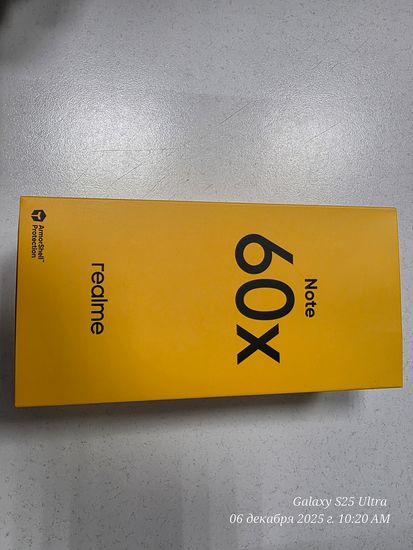 Note
60x
realme
ArmorShell™
Protection
Galaxy S25 Ultra
06 декабря 2025 г. 10:20 AM